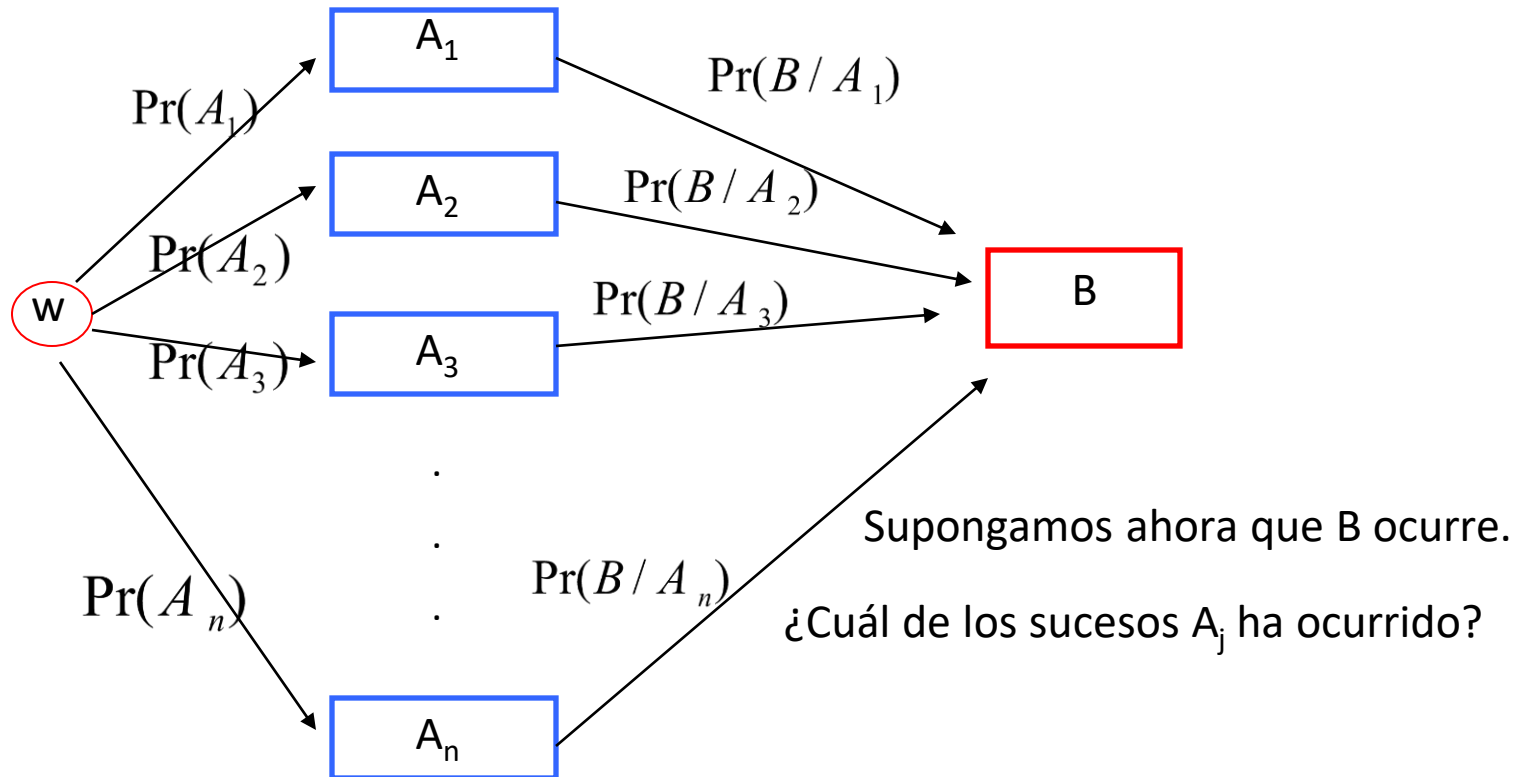 A₁
Pr(B / A₁)
Pr(A₁)
A₂
Pr(B / A₂)
Pr(A₂)
w
B
Pr(B / A₃)
A₃
Pr(A₃)
.
.
.
Supongamos ahora que B ocurre.
Pr(B / Aₙ)
Pr(Aₙ)
¿Cuál de los sucesos Aⱼ ha ocurrido?
Aₙ